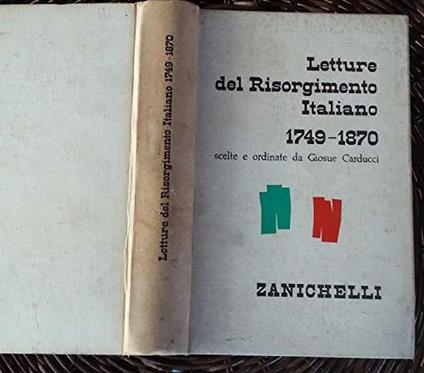 Letture del Risorgimento Italiano 1749-1870
Letture
del Risorgimento
Italiano
1749-1870
scelte e ordinate da Giosue Carducci
ZANICHELLI